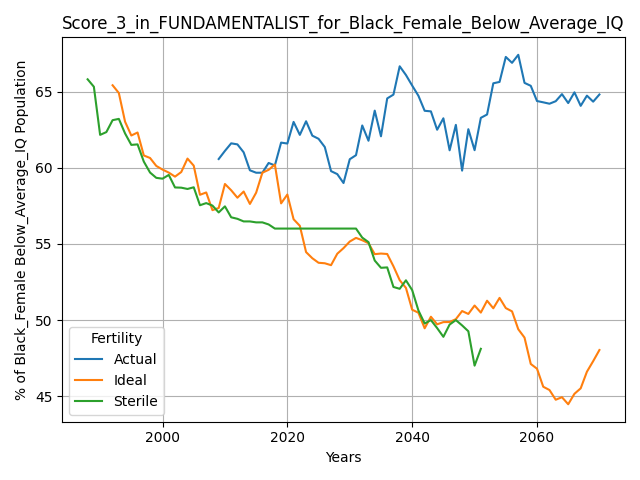 Score_3_in_FUNDAMENTALIST_for_Black_Female_Below_Average_IQ
% of Black_Female Below_Average_IQ Population
65
60
55
50
45
Fertility
Actual
Ideal
Sterile
2000
2020
2040
2060
Years